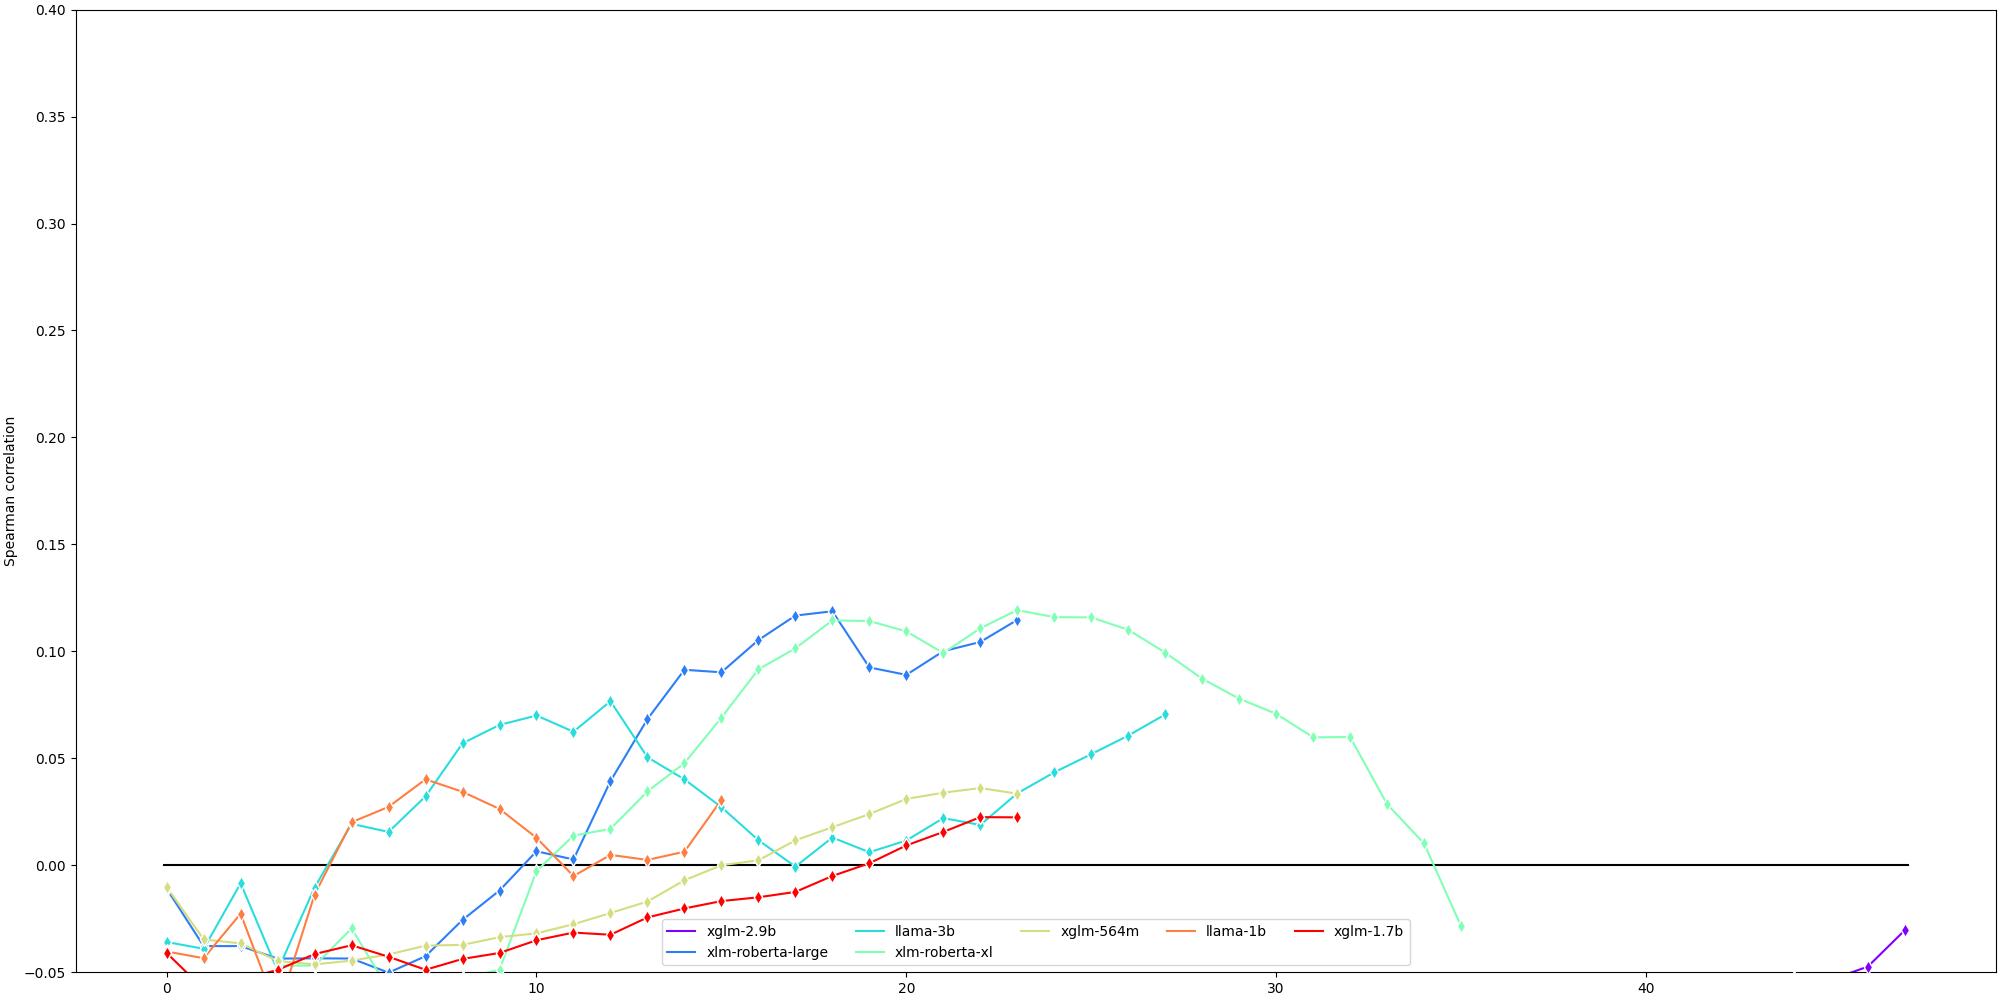 0.40
0.35
0.30
0.25
0.20
0.15
0.10
0.05
0.00
−0.05
Spearman correlation
xglm-2.9b
xlm-roberta-large
llama-3b
xlm-roberta-xl
xglm-564m
llama-1b
xglm-1.7b
0
10
20
30
40